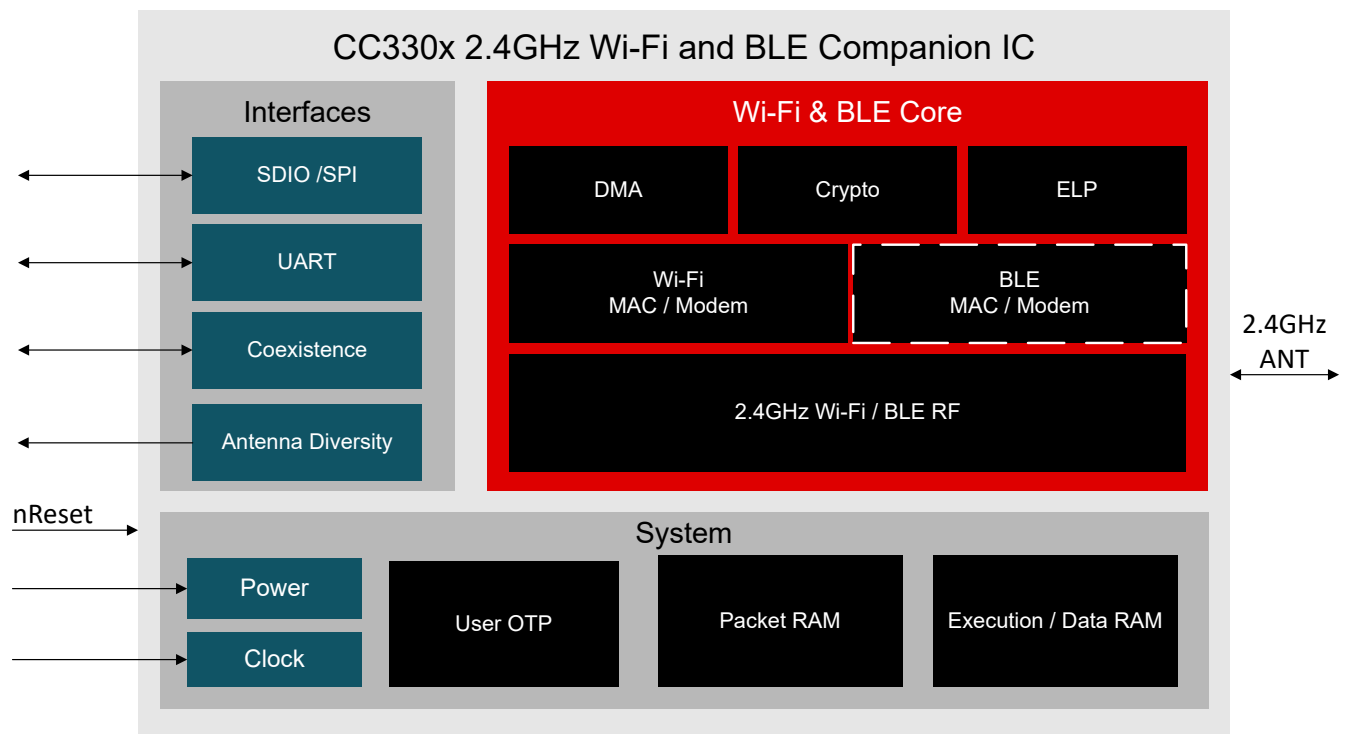 CC330x 2.4GHz Wi-Fi and BLE Companion IC
Interfaces
SDIO /SPI
UART
Coexistence
Antenna Diversity
Wi-Fi & BLE Core
DMA
Crypto
ELP
Wi-Fi
MAC / Modem
BLE
MAC / Modem
2.4GHz Wi-Fi / BLE RF
2.4GHz
ANT
nReset
System
Power
Clock
User OTP
Packet RAM
Execution / Data RAM